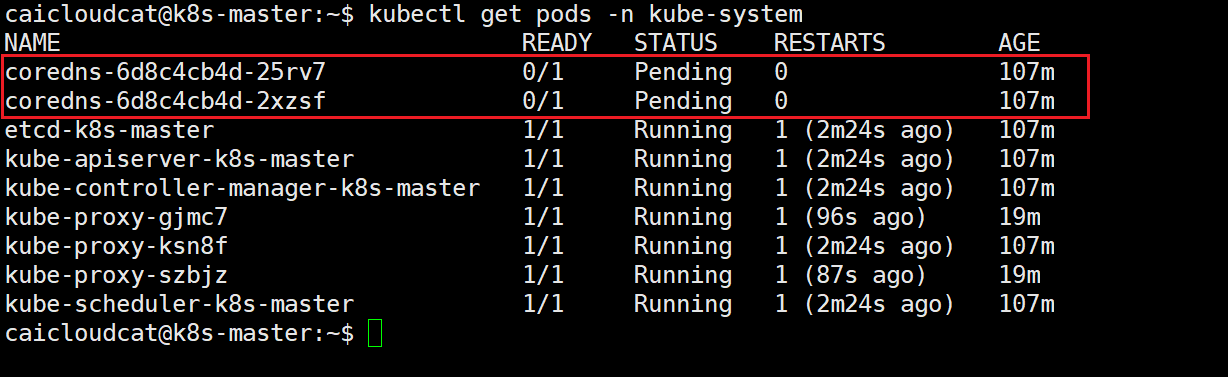 caicloudcat@k8s-master:~$ kubectl get pods -n kube-system
NAME READY STATUS RESTARTS AGE
coredns-6d8c4cb4d-25rv7 0/1 Pending 0 107m
coredns-6d8c4cb4d-2xzsf 0/1 Pending 0 107m
etcd-k8s-master 1/1 Running 1 (2m24s ago) 107m
kube-apiserver-k8s-master 1/1 Running 1 (2m24s ago) 107m
kube-controller-manager-k8s-master 1/1 Running 1 (2m24s ago) 107m
kube-proxy-gjmc7 1/1 Running 1 (96s ago) 19m
kube-proxy-ksn8f 1/1 Running 1 (2m24s ago) 107m
kube-proxy-szbjz 1/1 Running 1 (87s ago) 19m
kube-scheduler-k8s-master 1/1 Running 1 (2m24s ago) 107m
caicloudcat@k8s-master:~$